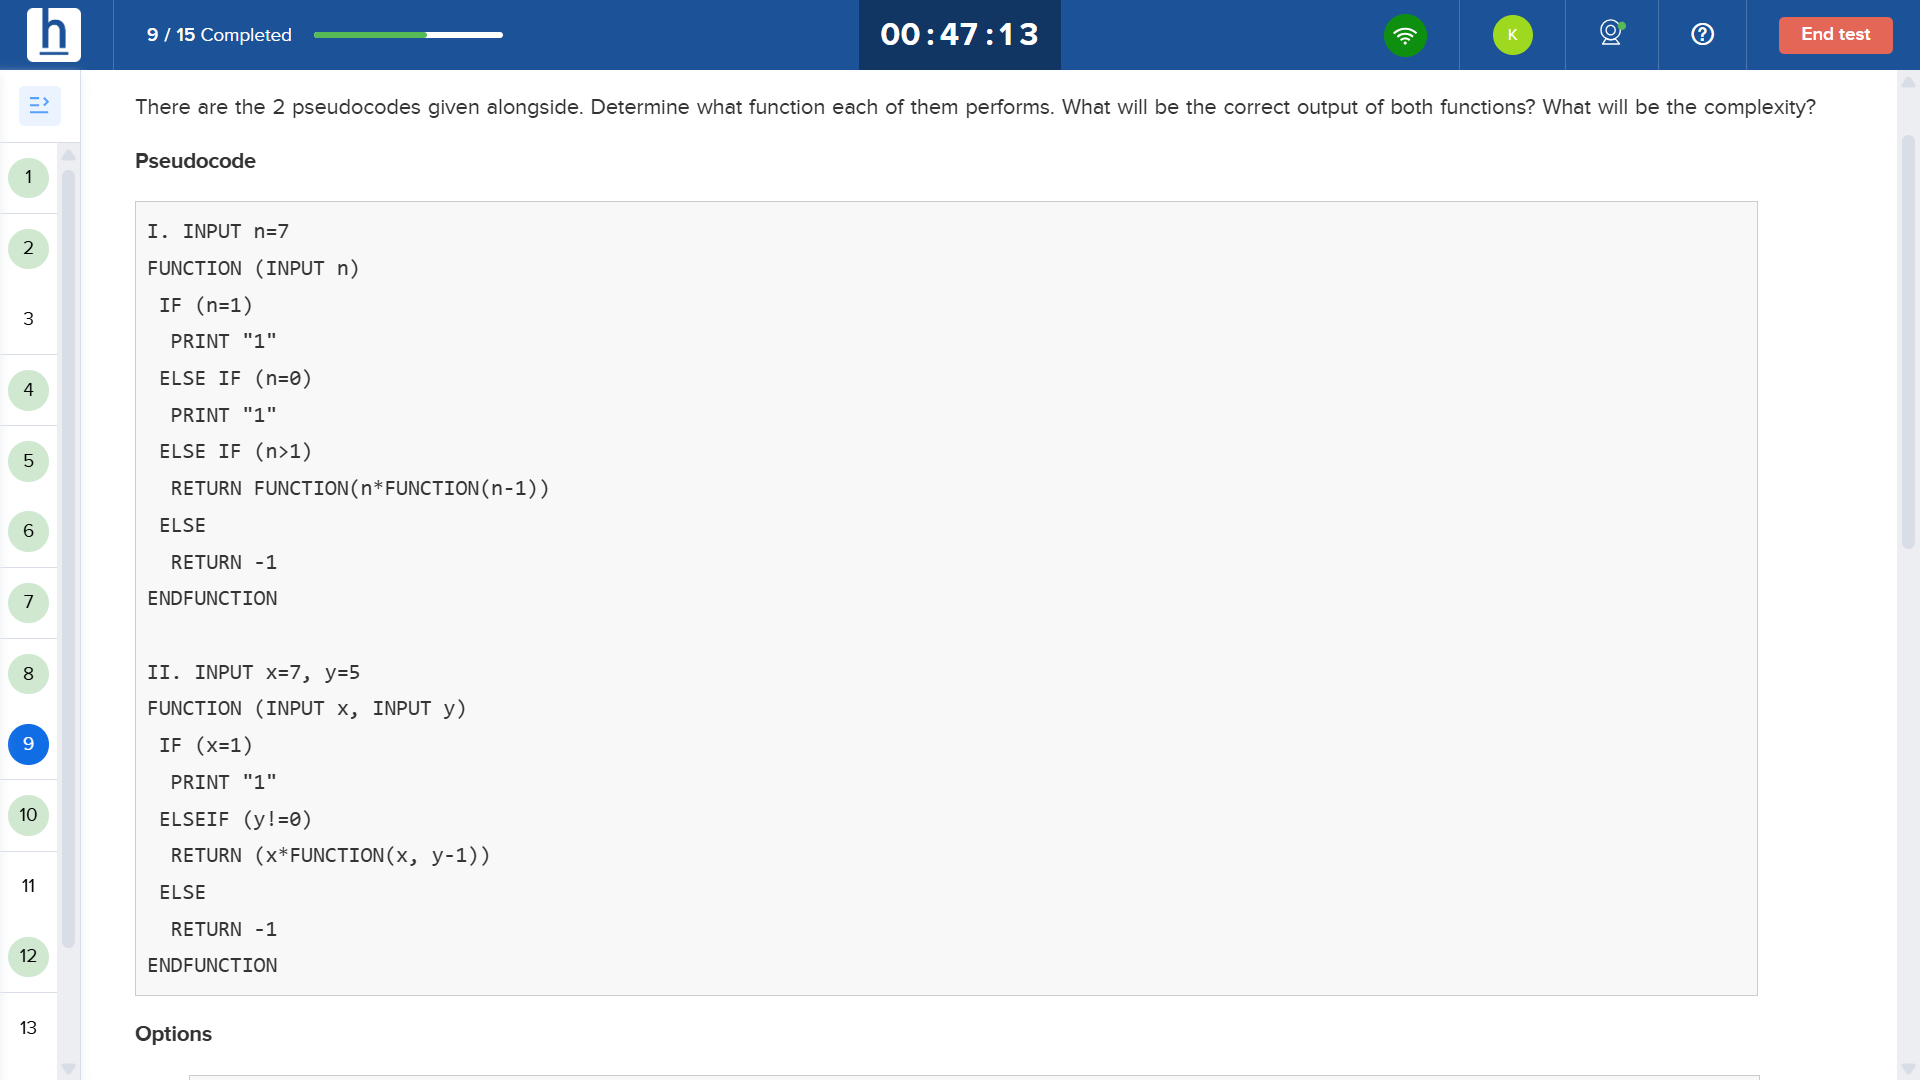 h
9 / 15 Completed
00:47:13
K
?
End test
1
2
3
4
5
6
7
8
9
10
11
12
13
There are the 2 pseudocodes given alongside. Determine what function each of them performs. What will be the correct output of both functions? What will be the complexity?
Pseudocode
I. INPUT n=7
FUNCTION (INPUT n)
IF (n=1)
PRINT "1"
ELSE IF (n=0)
PRINT "1"
ELSE IF (n>1)
RETURN FUNCTION(n*FUNCTION(n-1))
ELSE
RETURN -1
ENDFUNCTION
II. INPUT x=7, y=5
FUNCTION (INPUT x, INPUT y)
IF (x=1)
PRINT "1"
ELSEIF (y!=0)
RETURN (x*FUNCTION(x, y-1))
ELSE
RETURN -1
ENDFUNCTION
Options